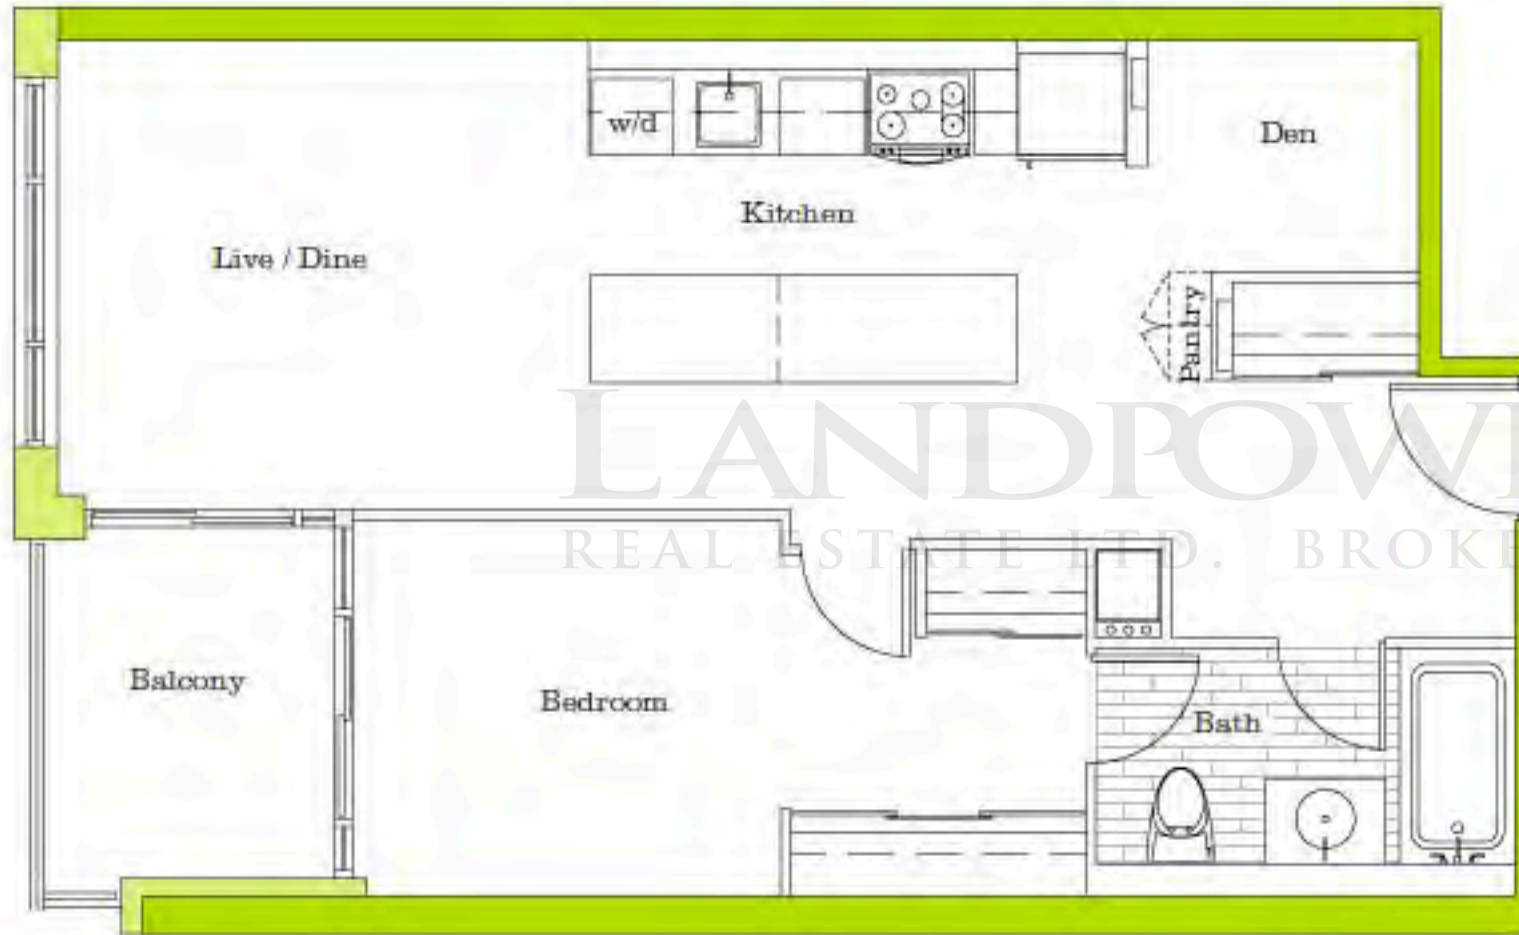 w/d
Den
Kitchen
Live / Dine
Pantry
LANDPOW
REAL ESTATE LTD. BROKE
Balcony
Bedroom
Bath